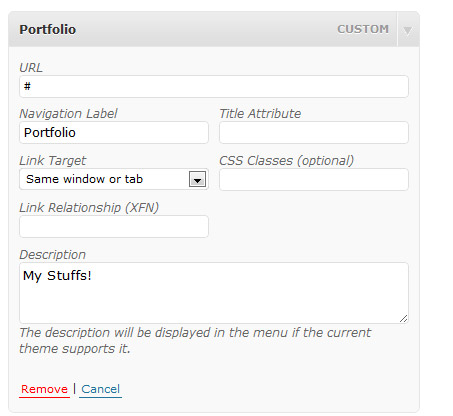 Portfolio CUSTOM
URL
#
Navigation Label Title Attribute
Portfolio
Link Target CSS Classes (optional)
Same window or tab
Link Relationship (XFN)
Description
My Stuffs!
The description will be displayed in the menu if the current
theme supports it.
Remove | Cancel